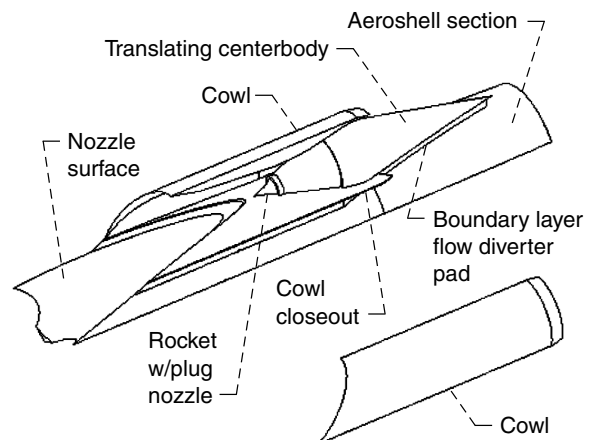 Aeroshell section
Translating centerbody
Cowl
Nozzle
surface
Boundary layer
flow diverter
pad
Cowl
closeout
Rocket
w/plug
nozzle
Cowl